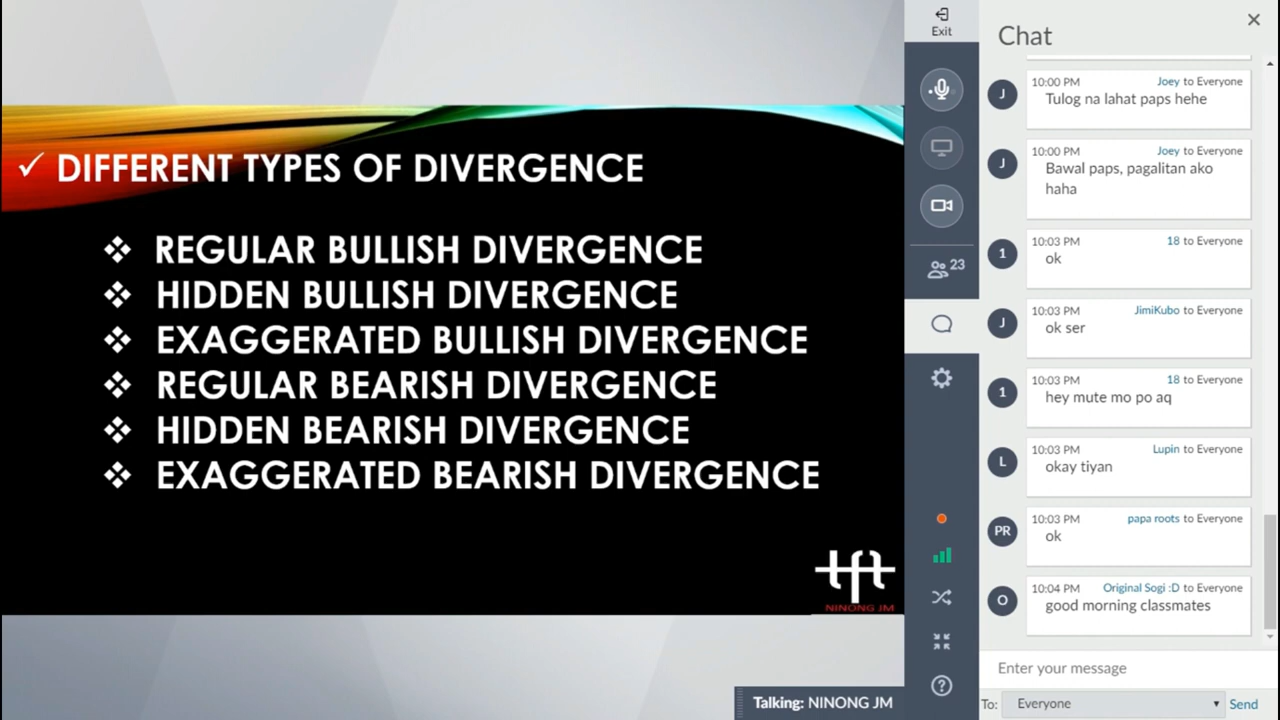 ✓ DIFFERENT TYPES OF DIVERGENCE
❖ REGULAR BULLISH DIVERGENCE
❖ HIDDEN BULLISH DIVERGENCE
❖ EXAGGERATED BULLISH DIVERGENCE
❖ REGULAR BEARISH DIVERGENCE
❖ HIDDEN BEARISH DIVERGENCE
❖ EXAGGERATED BEARISH DIVERGENCE
tft
NINONG JM
Talking: NINONG JM
Exit
23
Chat
J
10:00 PM Joey to Everyone
Tulog na lahat paps hehe
J
10:00 PM Joey to Everyone
Bawal paps, pagalitan ako
haha
1
10:03 PM 18 to Everyone
ok
J
10:03 PM JimiKubo to Everyone
ok ser
1
10:03 PM 18 to Everyone
hey mute mo po aq
L
10:03 PM Lupin to Everyone
okay tiyan
PR
10:03 PM papa roots to Everyone
ok
O
10:04 PM Original Sogi :D to Everyone
good morning classmates
Enter your message
To: Everyone Send